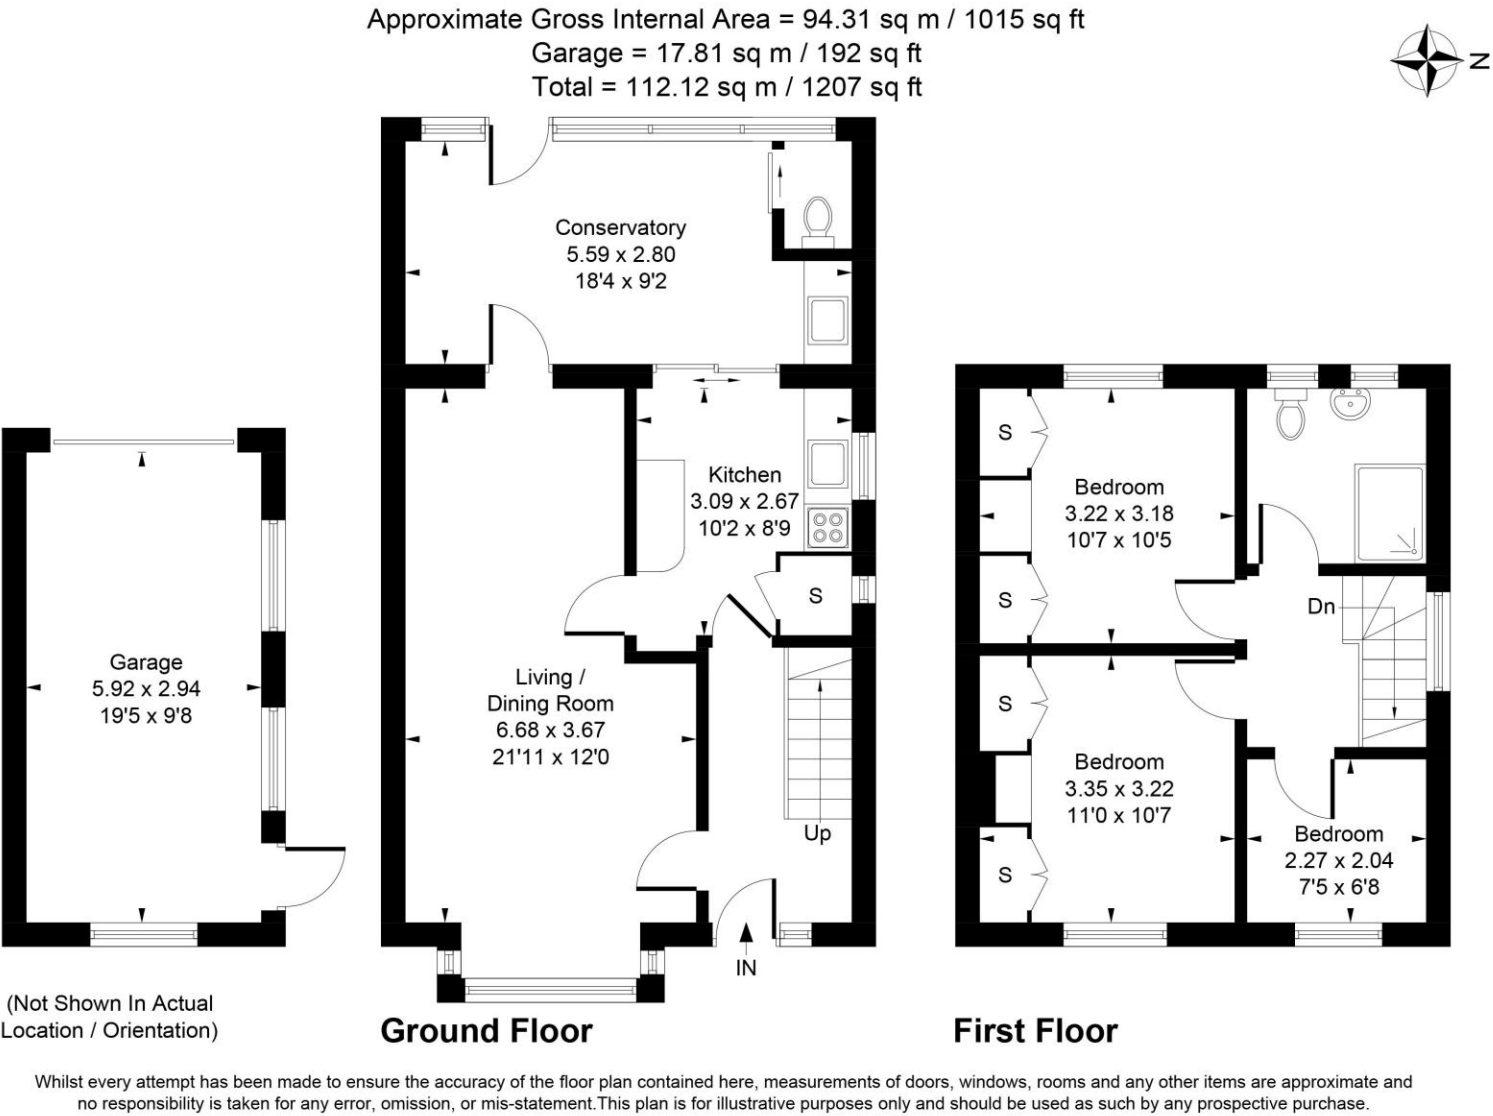 Approximate Gross Internal Area = 94.31 sq m / 1015 sq ft
Garage = 17.81 sq m / 192 sq ft
Total = 112.12 sq m / 1207 sq ft
N
Conservatory
5.59 x 2.80
18'4 x 9'2
Kitchen
3.09 x 2.67
10'2 x 8'9
S
Living /
Dining Room
6.68 x 3.67
21'11 x 12'0
Up
IN
Garage
5.92 x 2.94
19'5 x 9'8
(Not Shown In Actual
Location / Orientation)
Ground Floor
S
Bedroom
3.22 x 3.18
10'7 x 10'5
S
Dn
S
Bedroom
3.35 x 3.22
11'0 x 10'7
S
Bedroom
2.27 x 2.04
7'5 x 6'8
First Floor
Whilst every attempt has been made to ensure the accuracy of the floor plan contained here, measurements of doors, windows, rooms and any other items are approximate and
no responsibility is taken for any error, omission, or mis-statement.This plan is for illustrative purposes only and should be used as such by any prospective purchase.